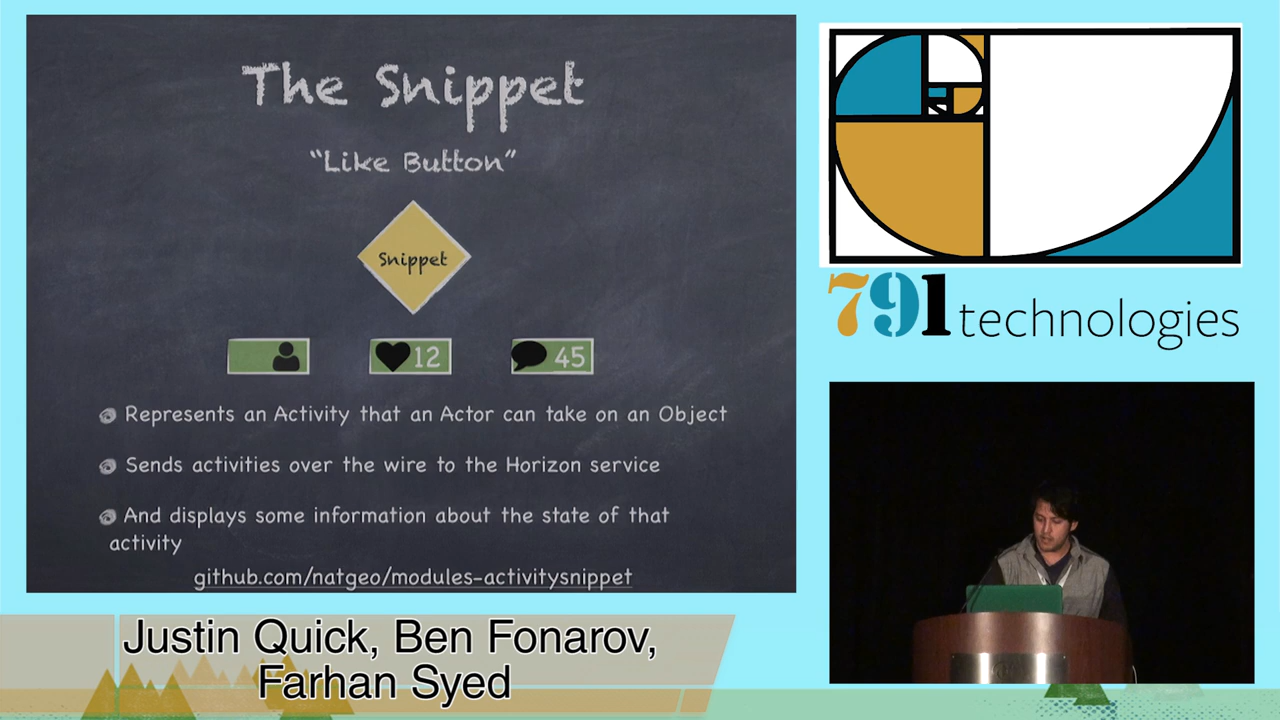 The Snippet
“Like Button”
Snippet
12
45
Represents an Activity that an Actor can take on an Object
Sends activities over the wire to the Horizon service
And displays some information about the state of that
activity
github.com/natgeo/modules-activitysnippet
791 technologies
Justin Quick, Ben Fonarov,
Farhan Syed